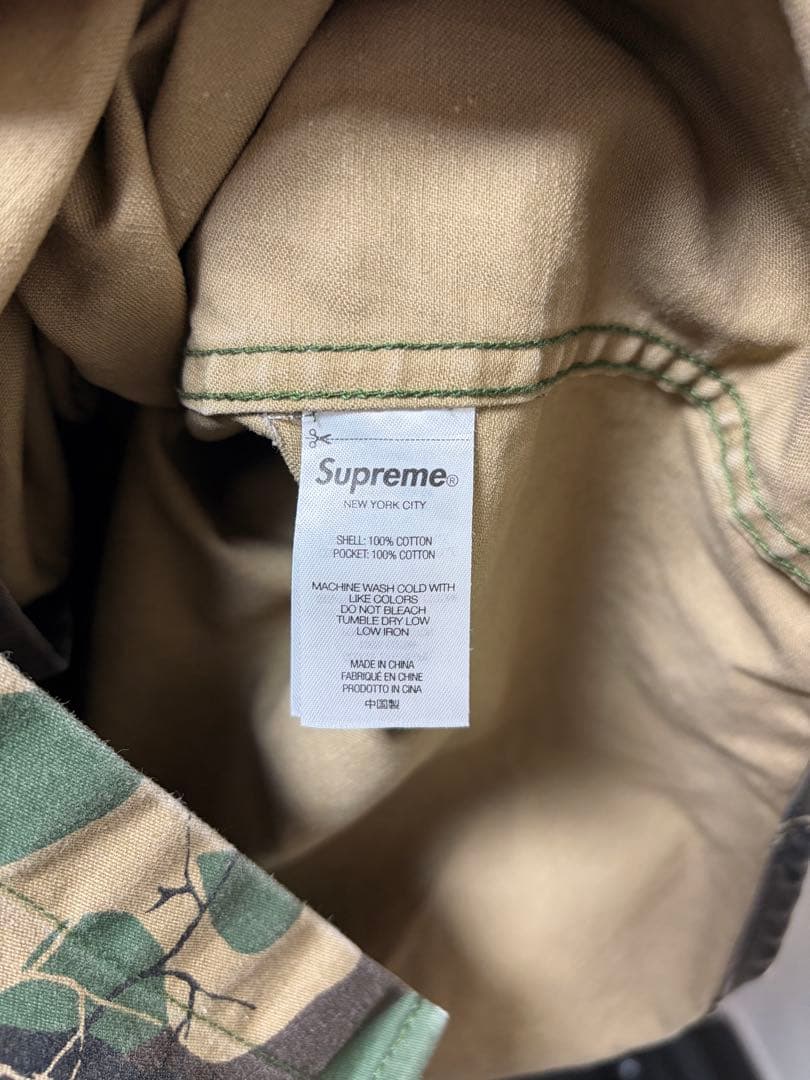 Supreme®
NEW YORK CITY
SHELL: 100% COTTON
POCKET: 100% COTTON
MACHINE WASH COLD WITH
LIKE COLORS
DO NOT BLEACH
TUMBLE DRY LOW
LOW IRON
MADE IN CHINA
FABRIQUÉ EN CHINE
PRODOTTO IN CINA
中国製